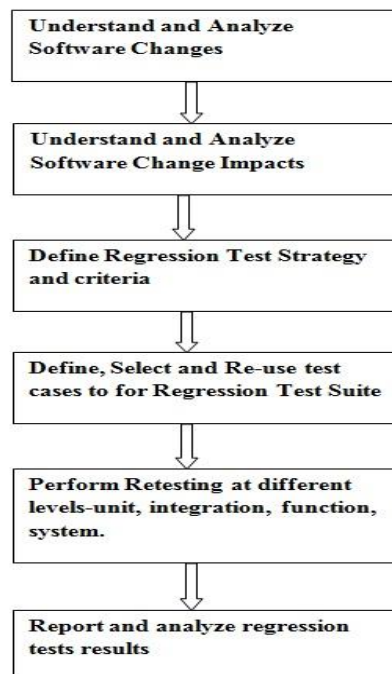 Understand and Analyze
Software Changes
Understand and Analyze
Software Change Impacts
Define Regression Test Strategy
and criteria
Define, Select and Re-use test
cases to for Regression Test Suite
Perform Retesting at different
levels-unit, integration, function,
system.
Report and analyze regression
tests results